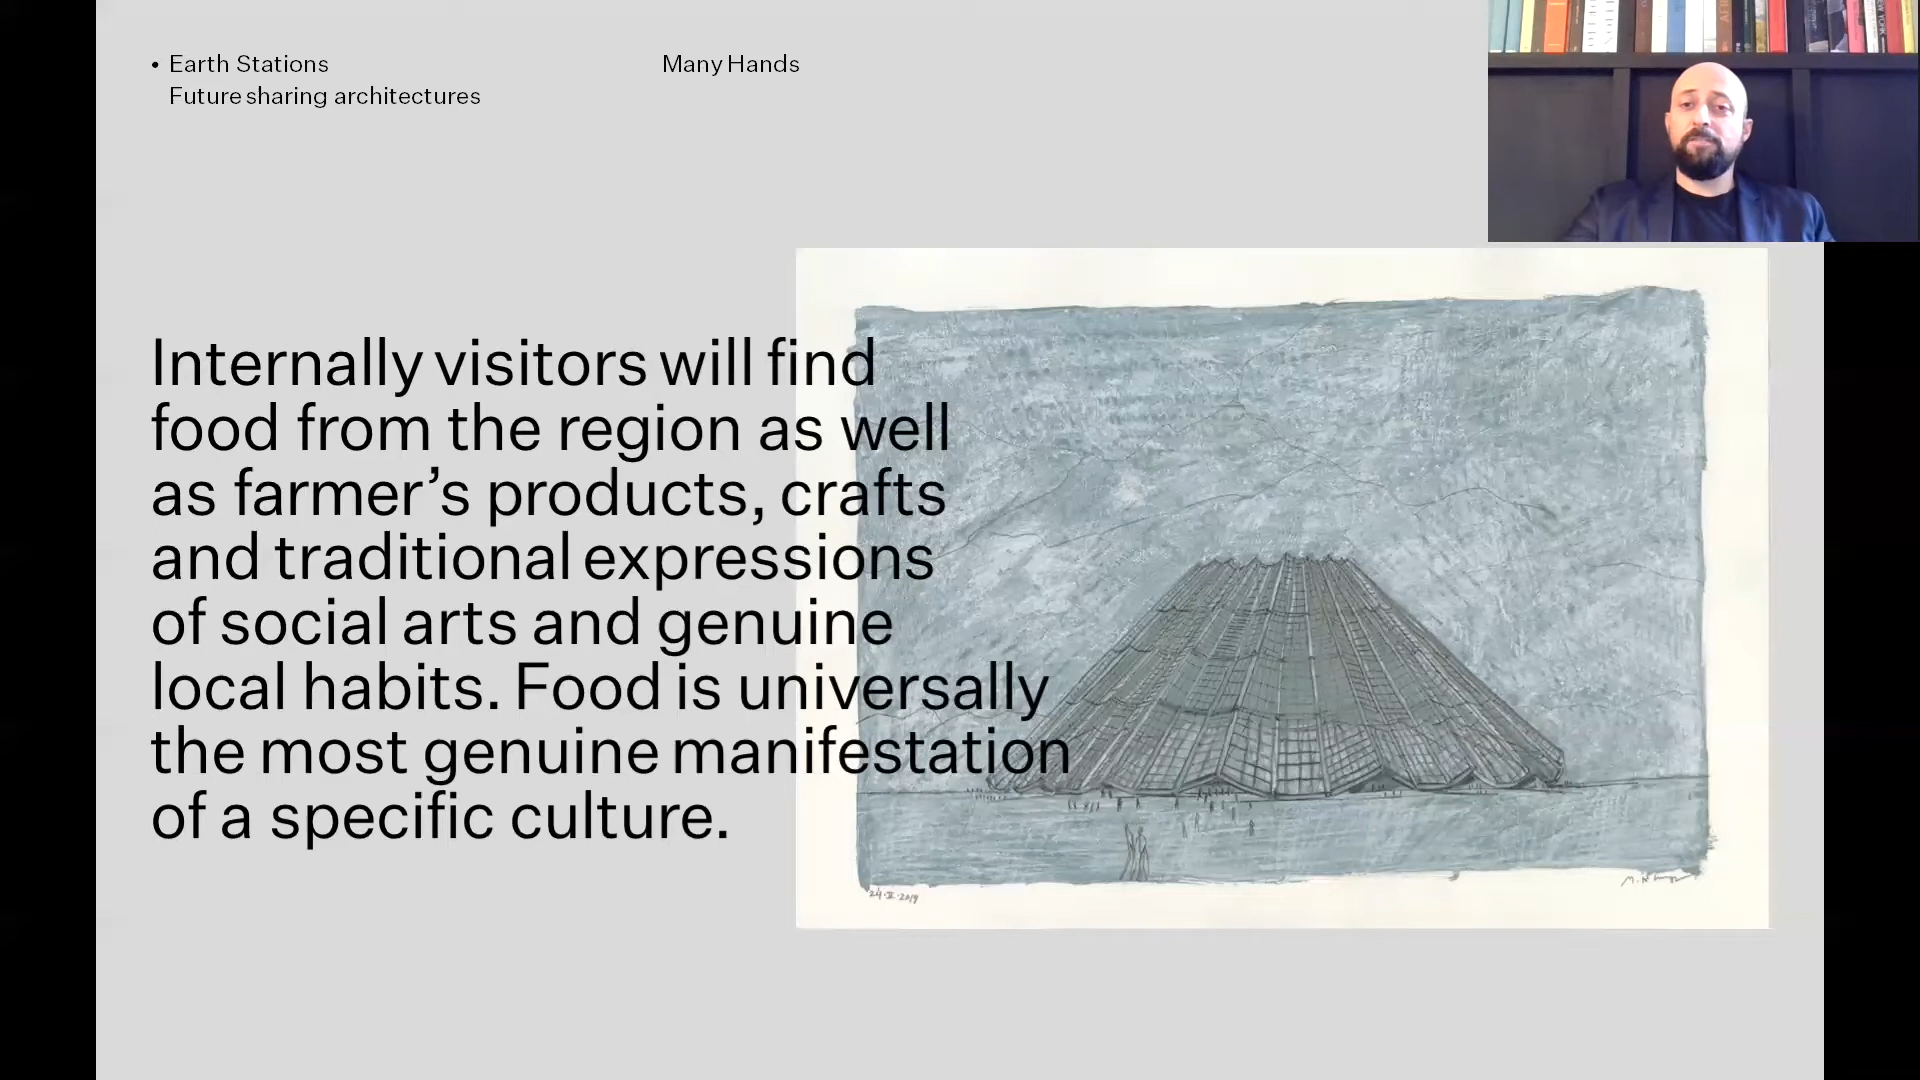 • Earth Stations
Future sharing architectures
Many Hands
Internally visitors will find
food from the region as well
as farmer’s products, crafts
and traditional expressions
of social arts and genuine
local habits. Food is universally
the most genuine manifestation
of a specific culture.